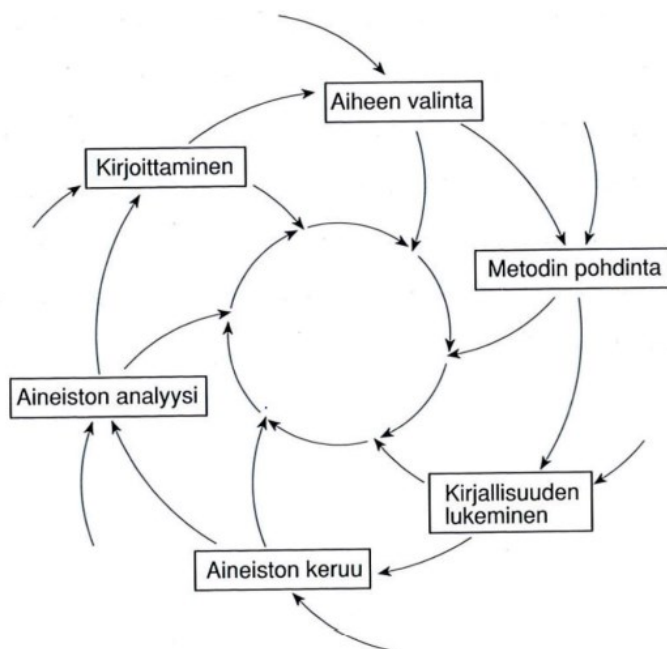 Aiheen valinta
Kirjoittaminen
Metodin pohdinta
Aineiston analyysi
Kirjallisuuden
lukeminen
Aineiston keruu